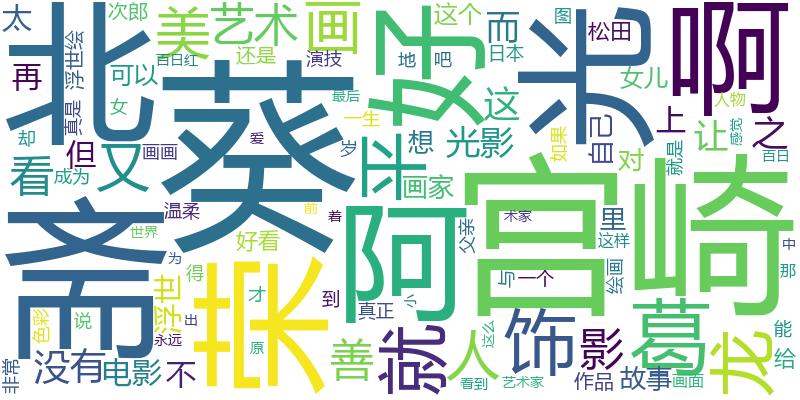 太
次郎
美
艺术
画
好
这个
而
图
松田
啊
北
百日红
还是
演技
地
吧
日本
光
再
浮世绘
真是
可以
葵
女儿
人物
女
最后
平
这
自己
上
让
之
感觉
却
但
又
一生
想
光影
如果
就是
百日
看
成为
画画
爱
岁
画家
对
斋
温柔
前
阿
宫
崎
世界
好看
着
父亲
术家
里
这样
中
为
荣
与
一个
绘画
那
浮世
得
到
真正
小
饰
影
葛
龙
能
色彩
说
才
出
善
就
人
给
非常
没有
电影
不
永远
原
这么
看到
艺术家
作品
故事
画面